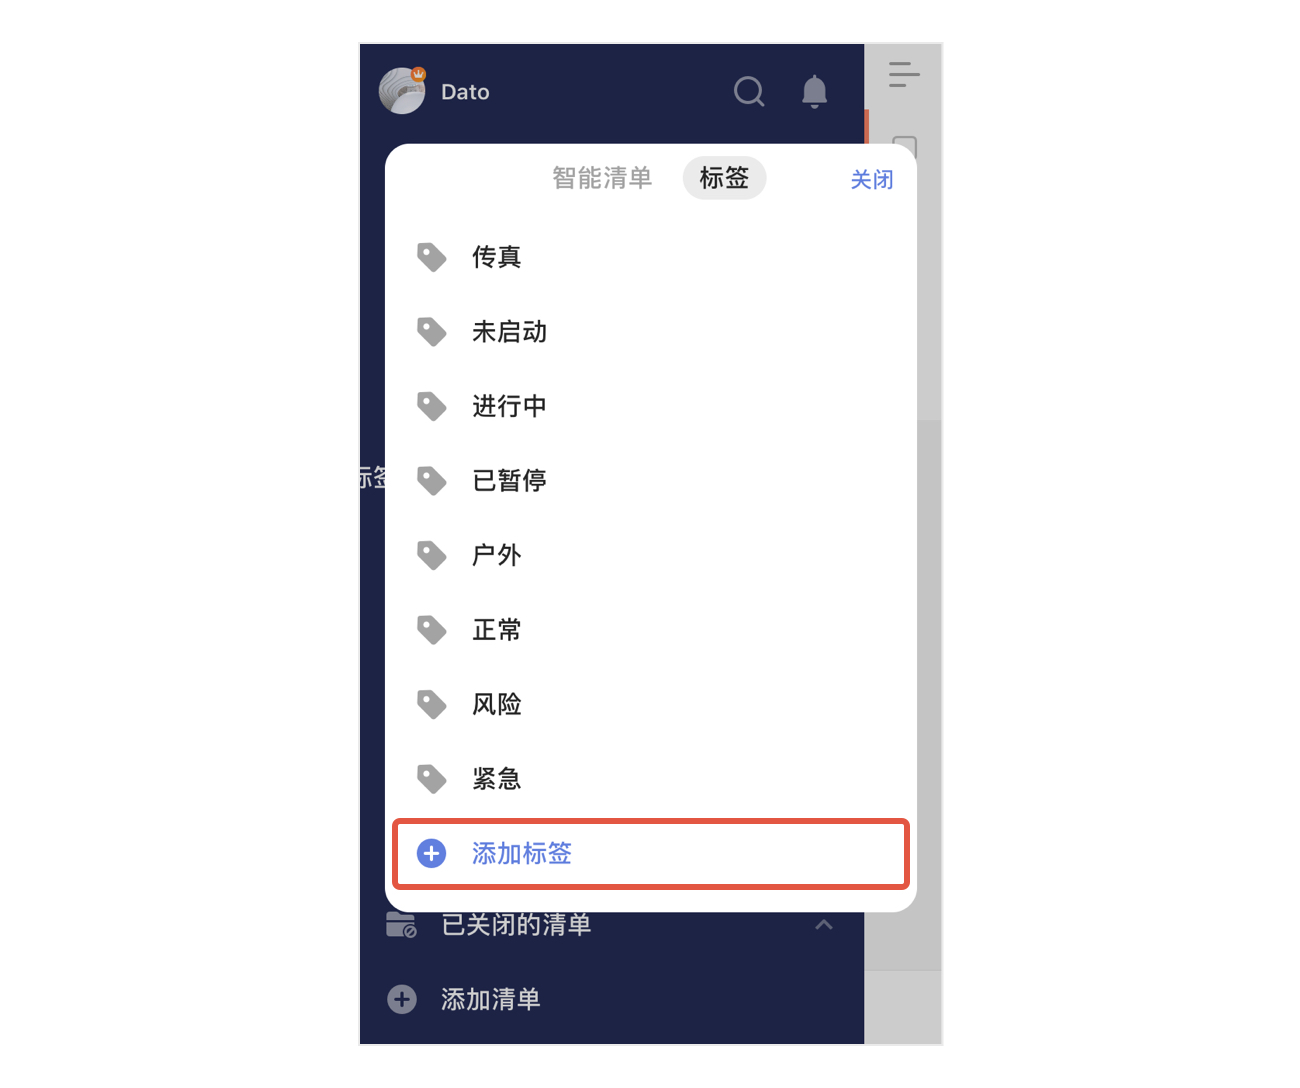 Dato
智能清单 标签 关闭
传真
未启动
进行中
标签
已暂停
户外
正常
风险
紧急
添加标签
已关闭的清单
添加清单